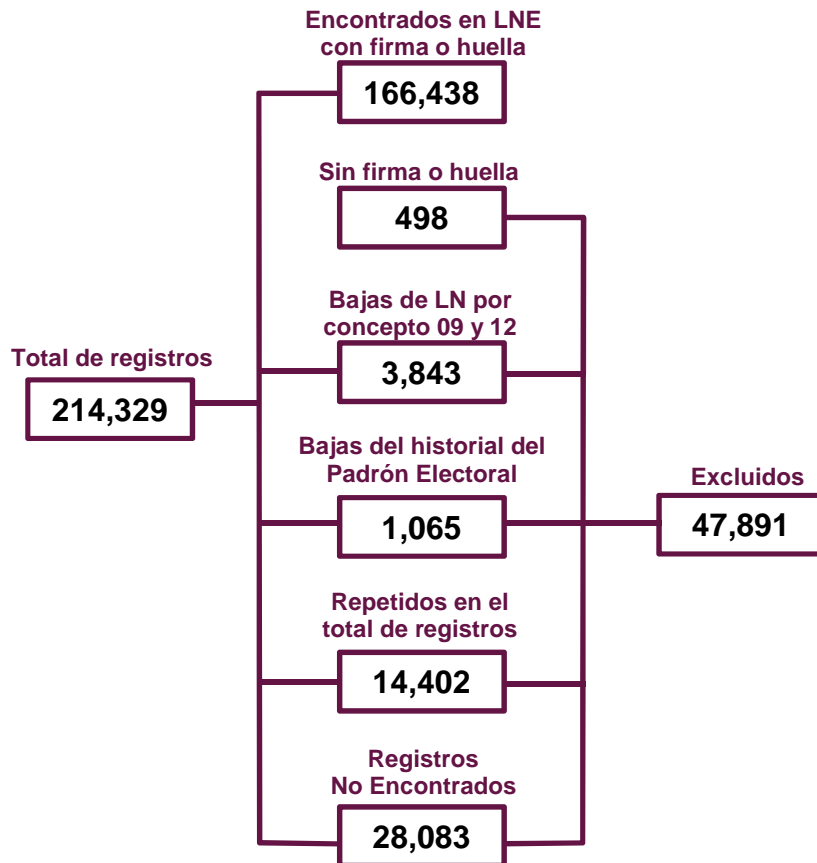 Encontrados en LNE
con firma o huella
166,438
Sin firma o huella
498
Bajas de LN por
concepto 09 y 12
3,843
Total de registros
214,329
Bajas del historial del
Padrón Electoral
1,065
Excluidos
47,891
Repetidos en el
total de registros
14,402
Registros
No Encontrados
28,083